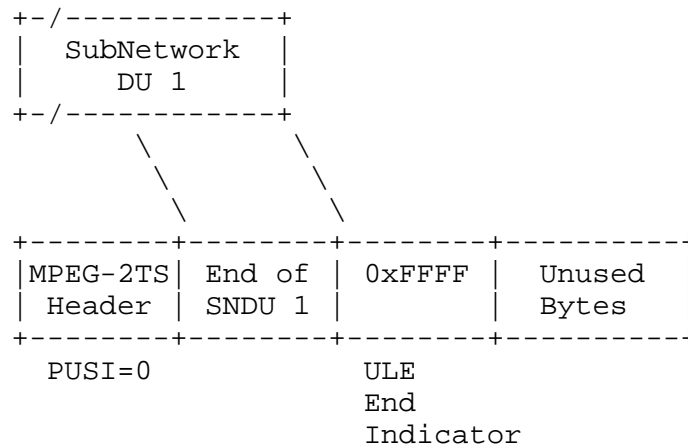 +-/------------+
|  SubNetwork  |
|     DU 1     |
+-/------------+
        \         \
         \         \
          \         \
+--------+--------+--------+----------+
|MPEG-2TS| End of | 0xFFFF |  Unused  |
| Header | SNDU 1 |        |  Bytes   |
+--------+--------+--------+----------+
  PUSI=0            ULE
                    End
                    Indicator